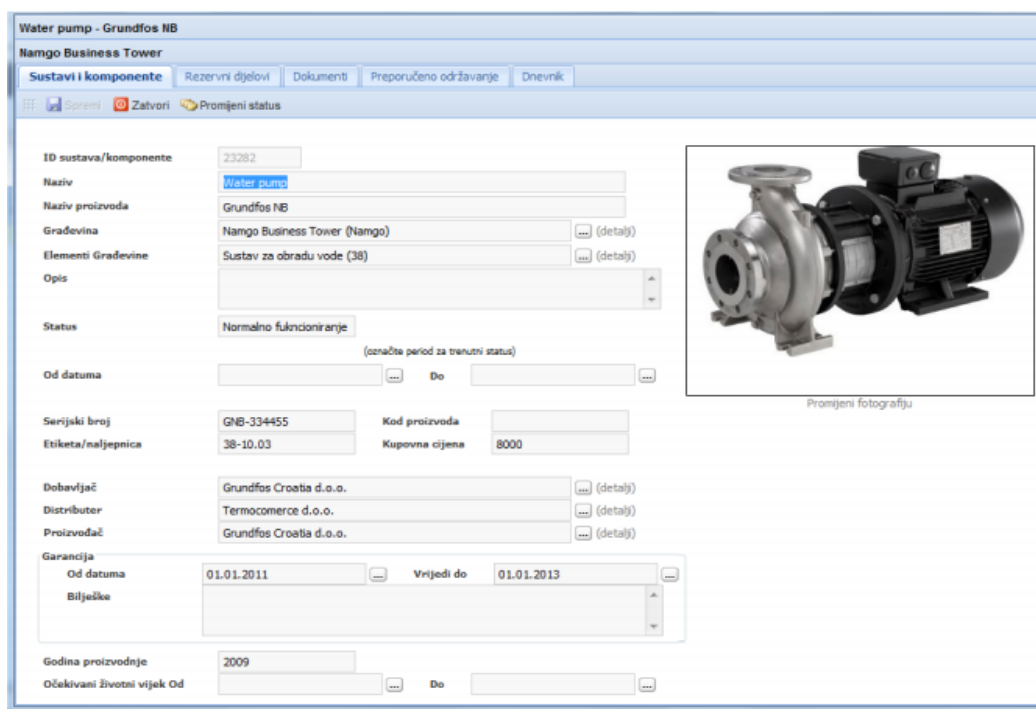 Water pump - Grundfos NB
Namgo Business Tower
Sustavi i komponente Rezervni dijelovi Dokumenti Preporučeno održavanje Dnevnik
Spremi Zatvori Promijeni status
ID sustava/komponente 23282
Naziv Water pump
Naziv proizvoda Grundfos NB
Građevina Namgo Business Tower (Namgo) ... (detalji)
Elementi Građevine Sustav za obradu vode (38) ... (detalji)
Opis
Status Normalno fukncioniranje
(označite period za trenutni status)
Od datuma ... Do ...
Promijeni fotografiju
Serijski broj GNB-334455 Kod proizvoda
Etiketa/naljepnica 38-10.03 Kupovna cijena 8000
Dobavljač Grundfos Croatia d.o.o. ... (detalji)
Distributer Termocomerce d.o.o. ... (detalji)
Proizvođač Grundfos Croatia d.o.o. ... (detalji)
Garancija
Od datuma 01.01.2011 ... Vrijedi do 01.01.2013 ...
Bilješke
Godina proizvodnje 2009
Očekivani životni vijek Od ... Do ...